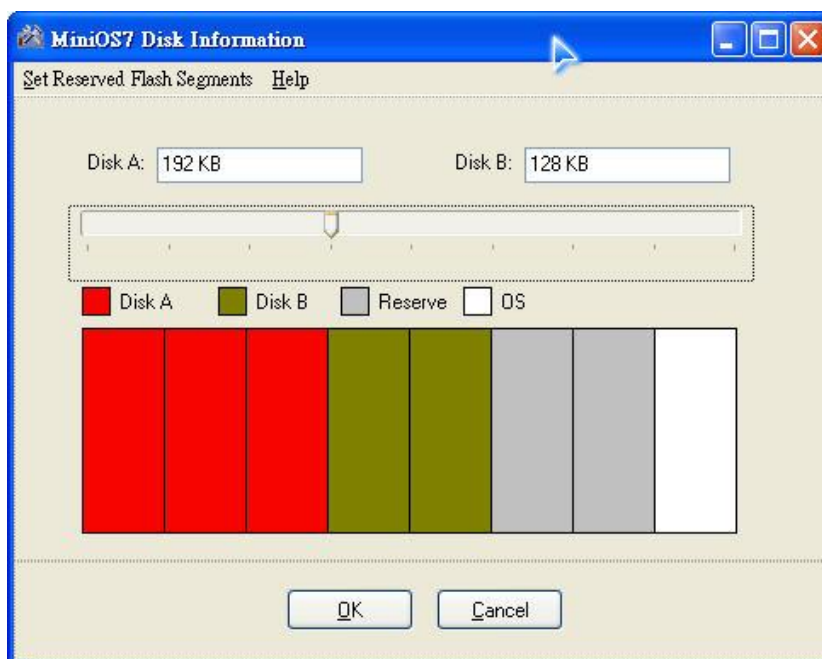 MiniOS7 Disk Information
Set Reserved Flash Segments Help
Disk A: 192 KB Disk B: 128 KB
Disk A Disk B Reserve OS
OK Cancel